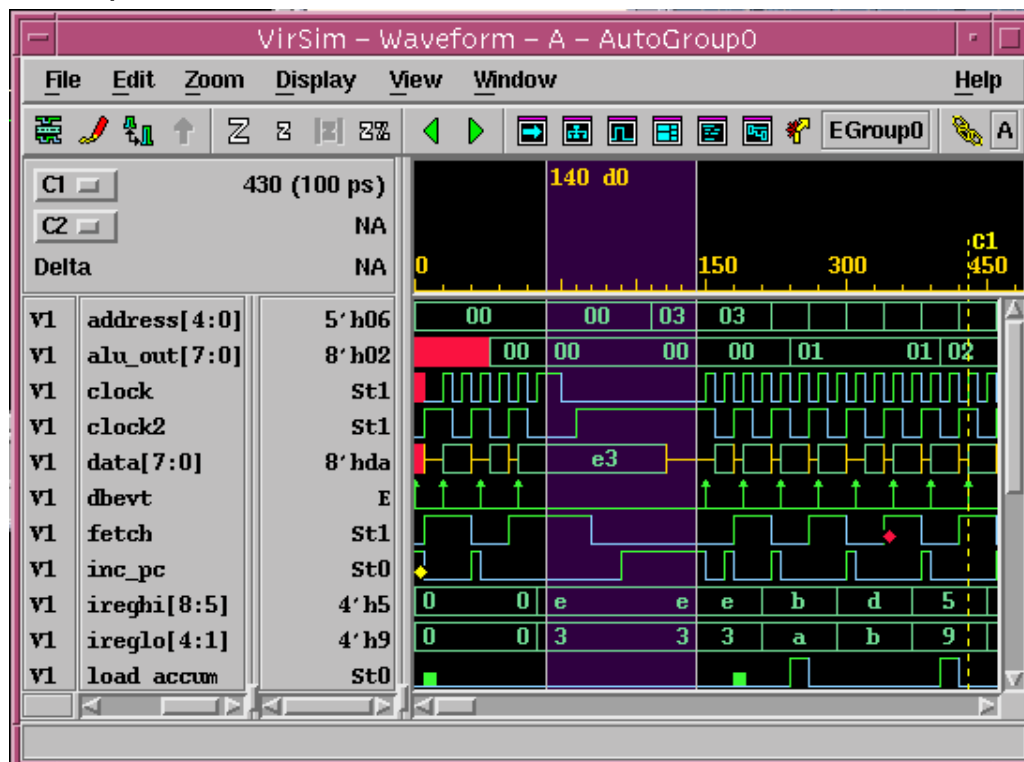 VirSim – Waveform – A – AutoGroup0
File Edit Zoom Display View Window Help
Z Z Z Z% EGroup0 A
C1 430 (100 ps) 140 d0
C2 NA
C1
Delta NA 0 150 300 450
V1 address[4:0] 5'h06 00 00 03 03
V1 alu_out[7:0] 8'h02 00 00 00 00 01 01 02
V1 clock St1
V1 clock2 St1
V1 data[7:0] 8'hda e3
V1 dbevt E
V1 fetch St1
V1 inc_pc St0
V1 ireghi[8:5] 4'h5 0 0 e e e b d 5
V1 ireglo[4:1] 4'h9 0 0 3 3 3 a b 9
V1 load accum St0